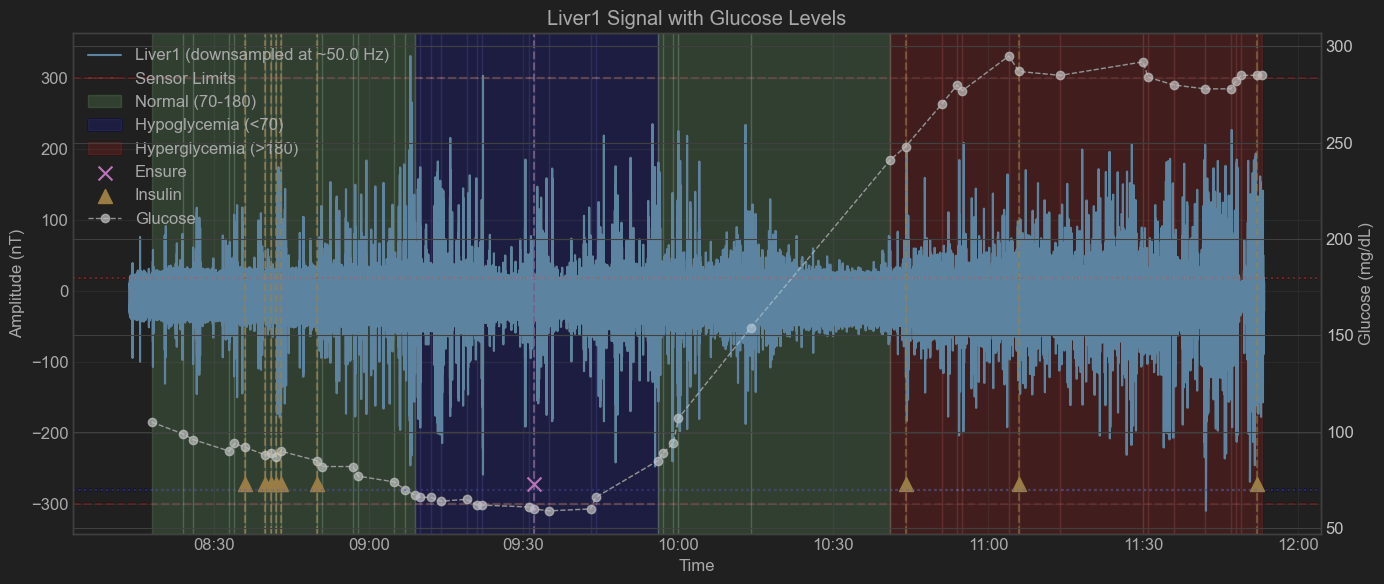 Liver1 Signal with Glucose Levels
Liver1 (downsampled at ~50.0 Hz)
Sensor Limits
Normal (70-180)
Hypoglycemia (<70)
Hyperglycemia (>180)
Ensure
Insulin
Glucose
Amplitude (nT)
300
200
100
0
−100
−200
−300
300
250
200
150
100
50
Glucose (mg/dL)
08:30 09:00 09:30 10:00 10:30 11:00 11:30 12:00
Time